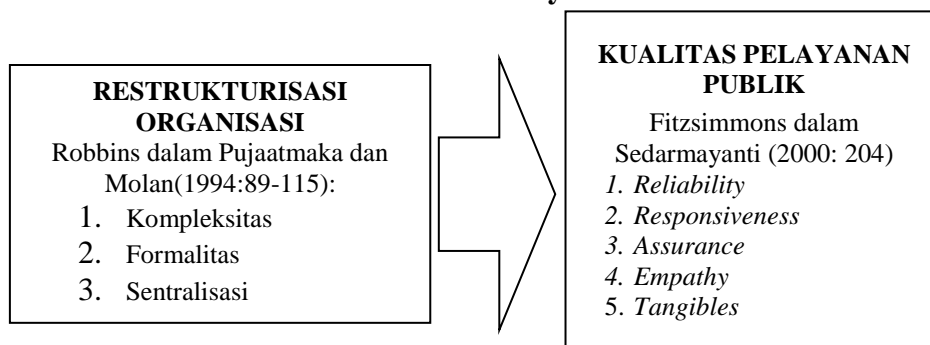 RESTRUKTURISASI
ORGANISASI
Robbins dalam Pujaatmaka dan
Molan(1994:89-115):
1. Kompleksitas
2. Formalitas
3. Sentralisasi
KUALITAS PELAYANAN
PUBLIK
Fitzsimmons dalam
Sedarmayanti (2000: 204)
1. Reliability
2. Responsiveness
3. Assurance
4. Empathy
5. Tangibles